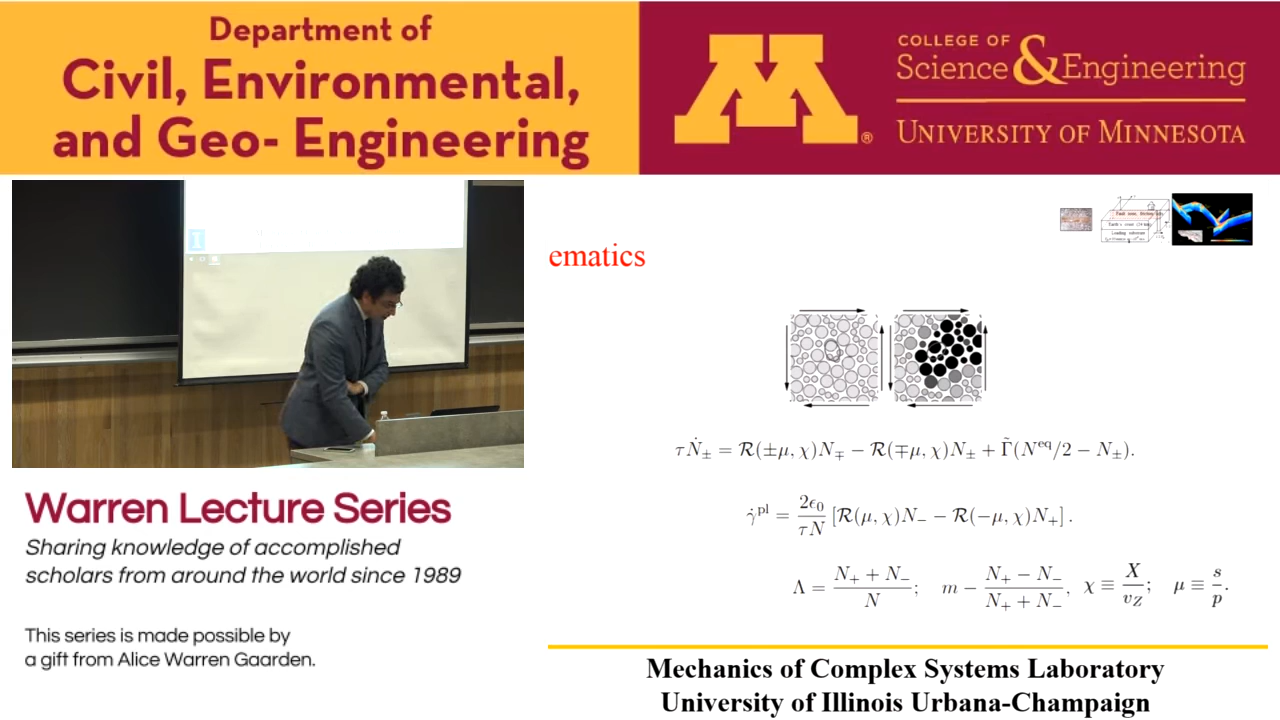 Department of
Civil, Environmental,
and Geo- Engineering
COLLEGE OF
Science & Engineering
UNIVERSITY OF MINNESOTA
ematics
τṄ± = R(±μ, χ)N∓ − R(∓μ, χ)N± + Γ̃(N^eq/2 − N±).
γ̇^pl = 2ϵ₀/τN [R(μ, χ)N₋ − R(−μ, χ)N₊] .
Λ = N₊ + N₋/N; m − N₊ − N₋/N₊ + N₋, χ ≡ X/v_Z; μ ≡ s/p.
Warren Lecture Series
Sharing knowledge of accomplished
scholars from around the world since 1989
This series is made possible by
a gift from Alice Warren Gaarden.
Mechanics of Complex Systems Laboratory
University of Illinois Urbana-Champaign